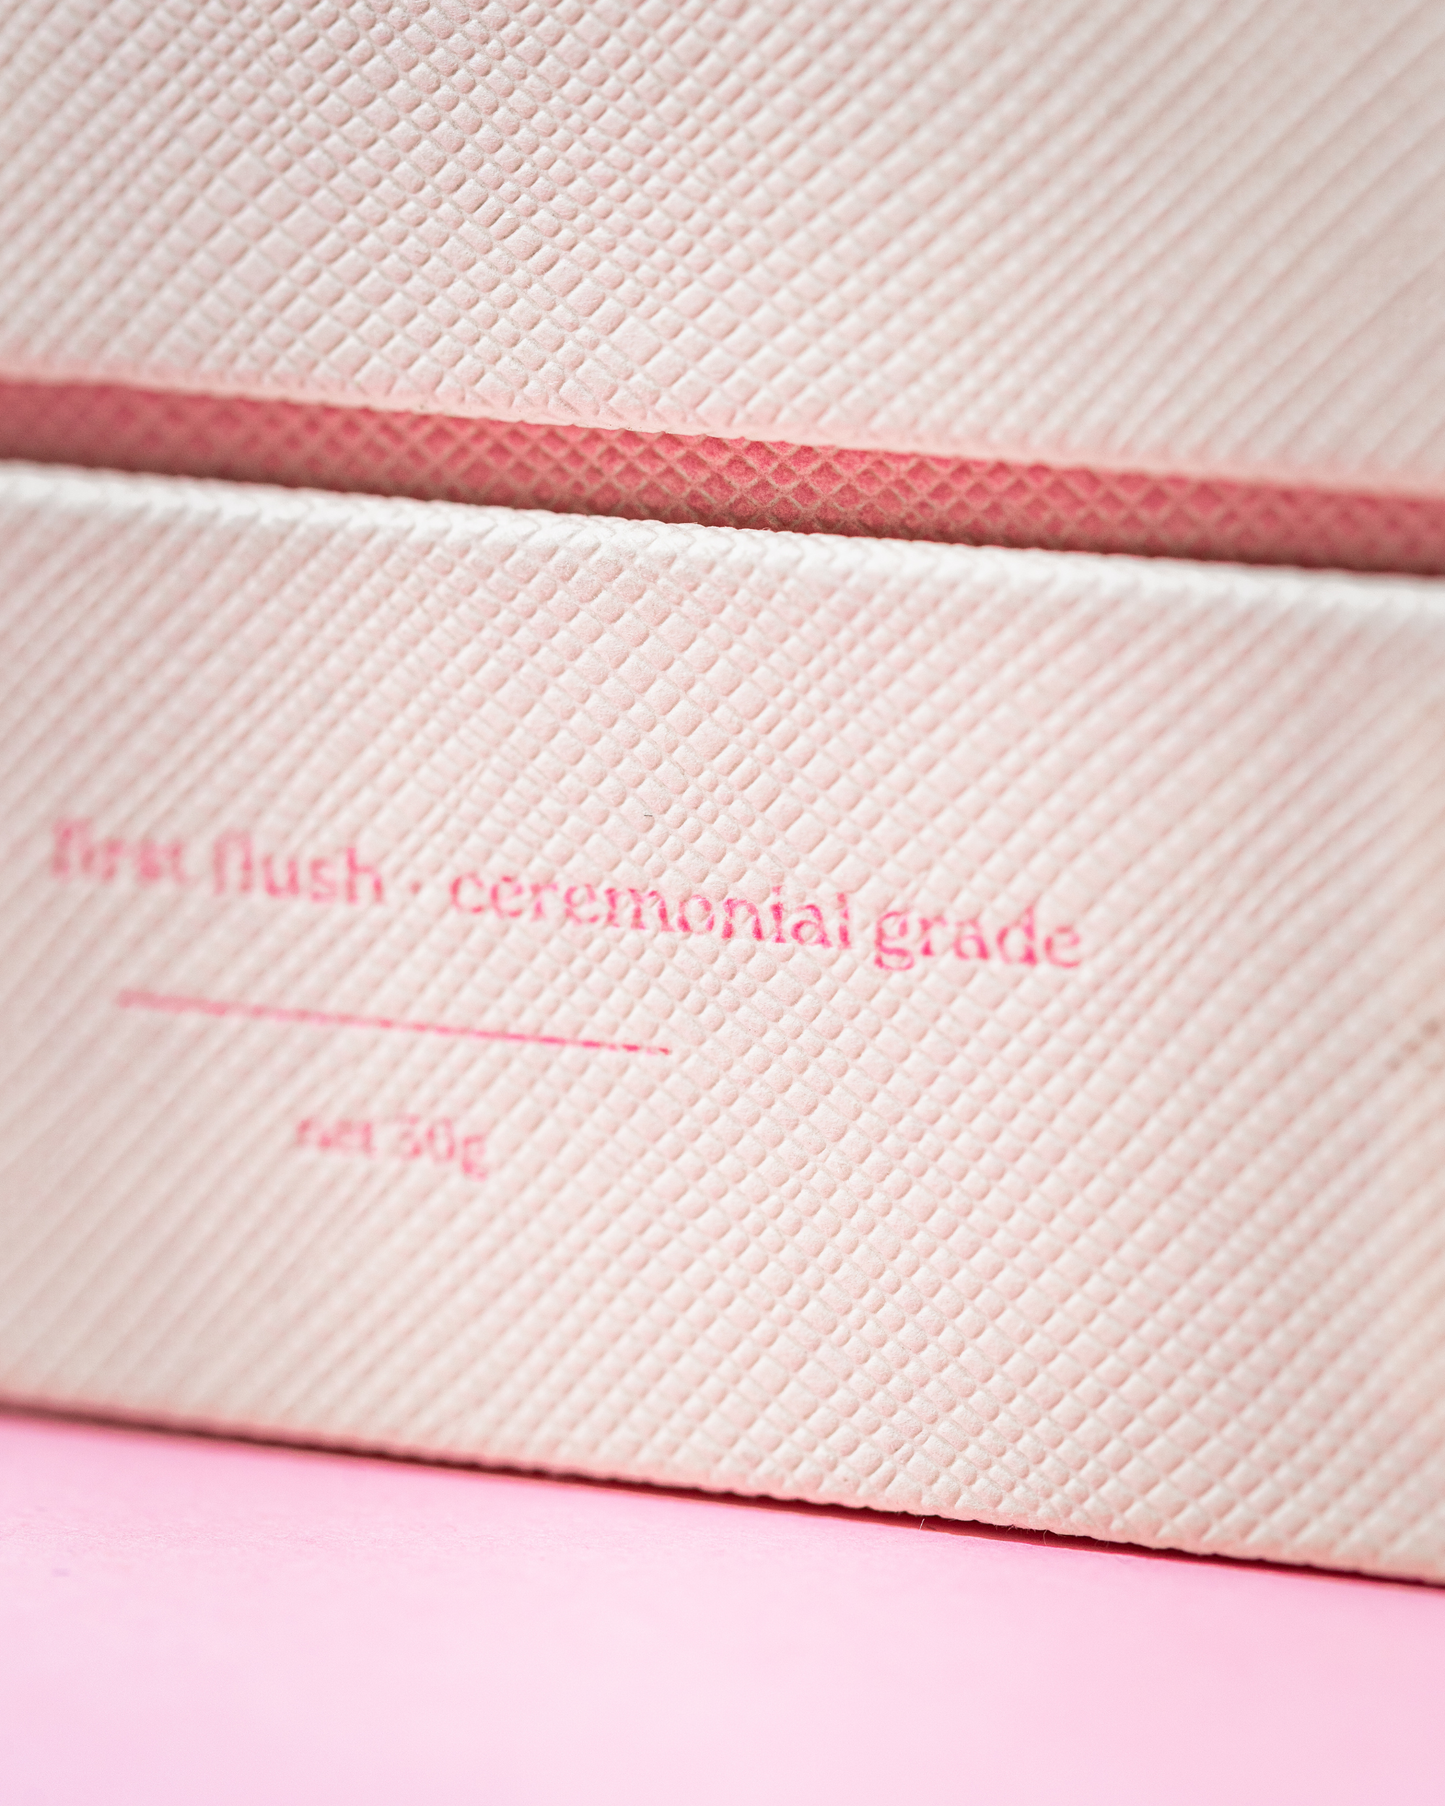 first flush · ceremonial grade
net 30g